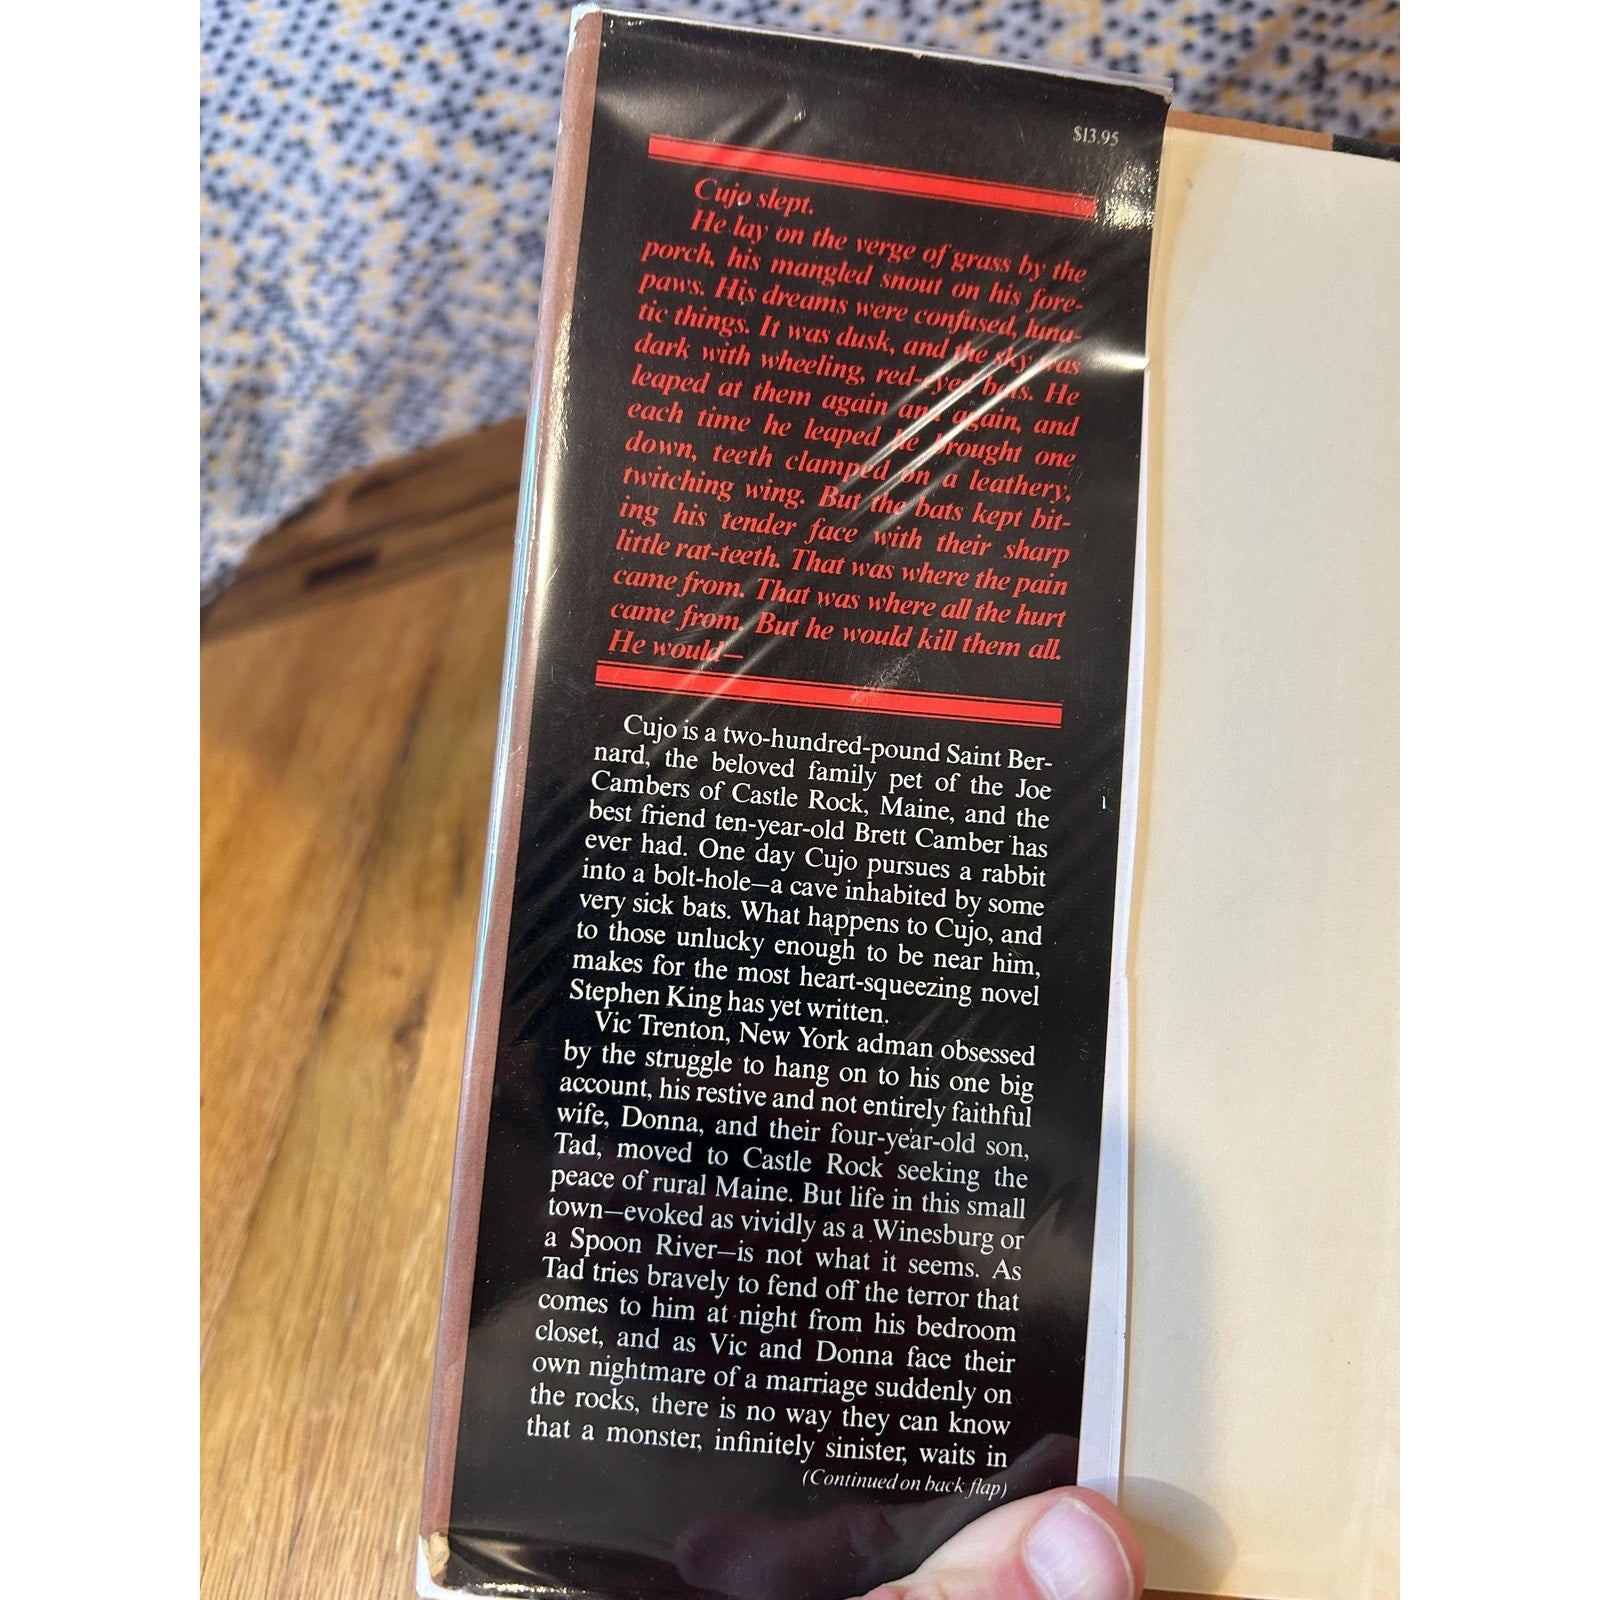 $13.95
Cujo slept.
He lay on the verge of grass by the
porch, his mangled snout on his fore-
paws. His dreams were confused, luna-
tic things. It was dusk, and the sky was
dark with wheeling, red-eyed bats. He
leaped at them again and again, and
each time he leaped he brought one
down, teeth clamped on a leathery,
twitching wing. But the bats kept bit-
ing his tender face with their sharp
little rat-teeth. That was where the pain
came from. That was where all the hurt
came from. But he would kill them all.
He would—
Cujo is a two-hundred-pound Saint Ber-
nard, the beloved family pet of the Joe
Cambers of Castle Rock, Maine, and the
best friend ten-year-old Brett Camber has
ever had. One day Cujo pursues a rabbit
into a bolt-hole—a cave inhabited by some
very sick bats. What happens to Cujo, and
to those unlucky enough to be near him,
makes for the most heart-squeezing novel
Stephen King has yet written.
Vic Trenton, New York adman obsessed
by the struggle to hang on to his one big
account, his restive and not entirely faithful
wife, Donna, and their four-year-old son,
Tad, moved to Castle Rock seeking the
peace of rural Maine. But life in this small
town—evoked as vividly as a Winesburg or
a Spoon River—is not what it seems. As
Tad tries bravely to fend off the terror that
comes to him at night from his bedroom
closet, and as Vic and Donna face their
own nightmare of a marriage suddenly on
the rocks, there is no way they can know
that a monster, infinitely sinister, waits in
(Continued on back flap)